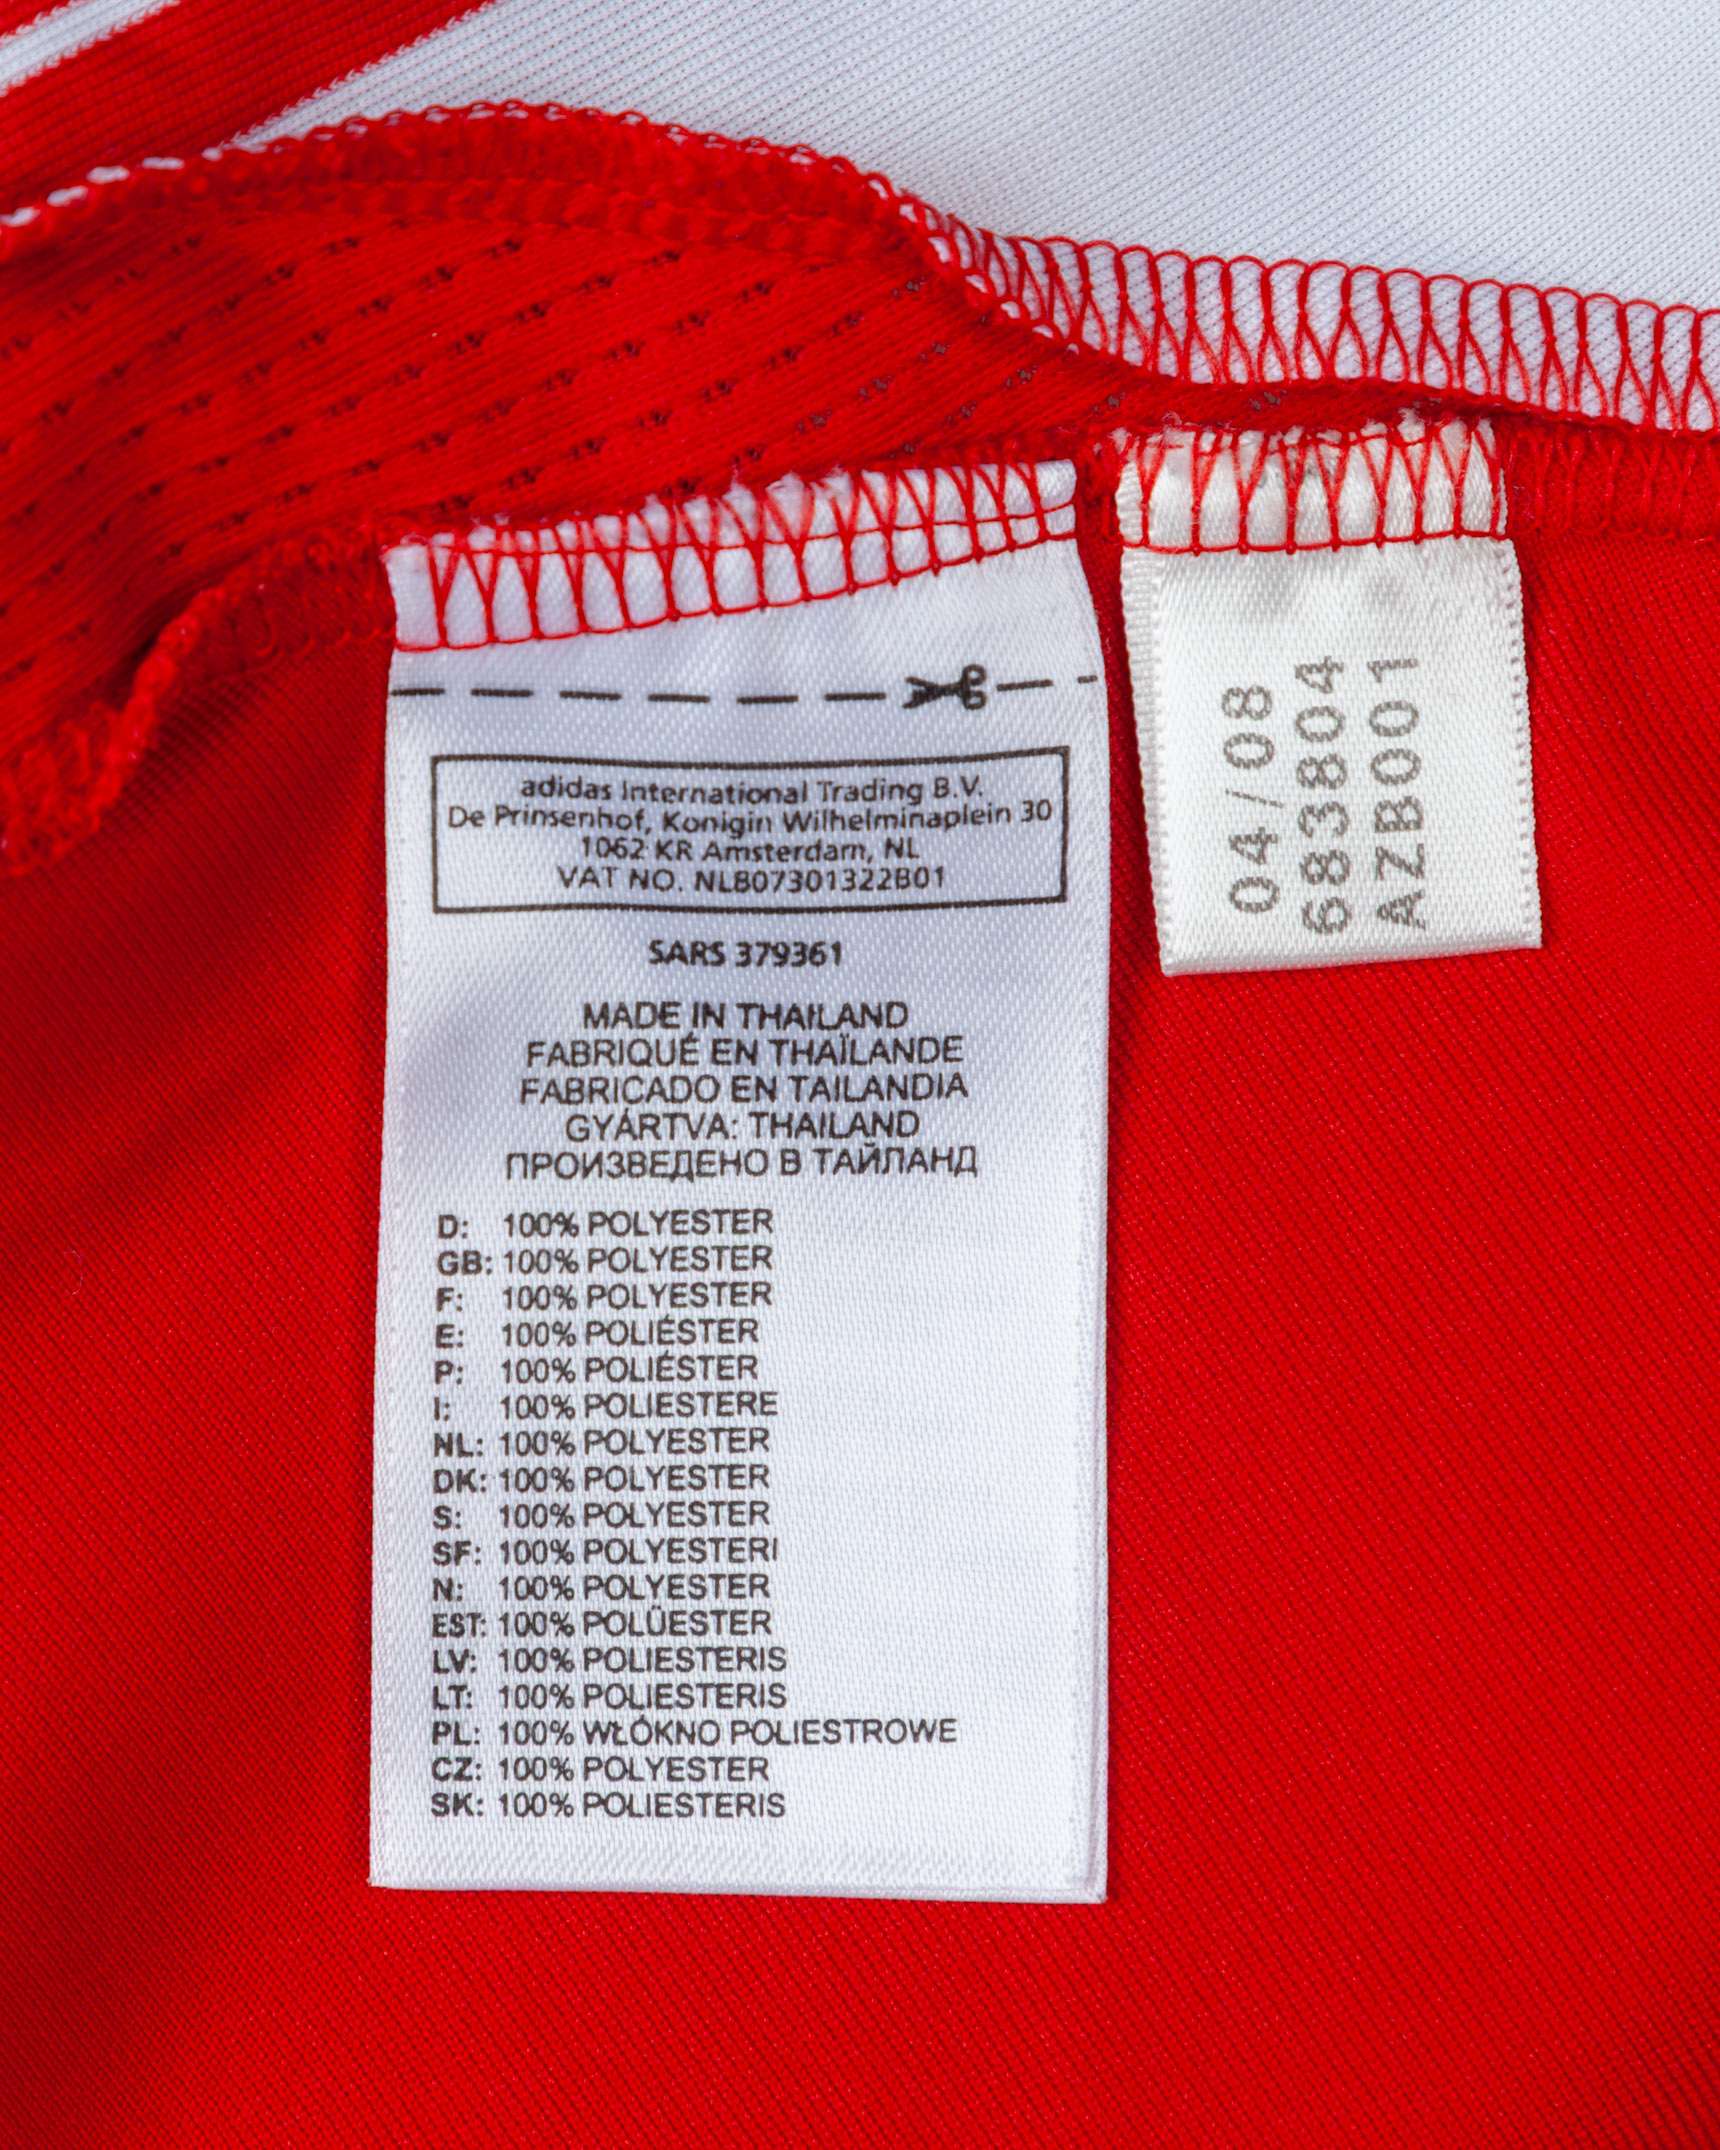 adidas International Trading B.V.
De Prinsenhof, Konigin Wilhelminaplein 30
1062 KR Amsterdam, NL
VAT NO. NL807301322B01
SARS 379361
MADE IN THAILAND
FABRIQUÉ EN THAÏLANDE
FABRICADO EN TAILANDIA
GYÁRTVA: THAILAND
ПРОИЗВЕДЕНО В ТАЙЛАНД
D: 100% POLYESTER
GB: 100% POLYESTER
F: 100% POLYESTER
E: 100% POLIÉSTER
P: 100% POLIÉSTER
I: 100% POLIESTERE
NL: 100% POLYESTER
DK: 100% POLYESTER
S: 100% POLYESTER
SF: 100% POLYESTERI
N: 100% POLYESTER
EST: 100% POLÜESTER
LV: 100% POLIESTERIS
LT: 100% POLIESTERIS
PL: 100% WŁÓKNO POLIESTROWE
CZ: 100% POLYESTER
SK: 100% POLIESTERIS
04/08
683804
AZB001